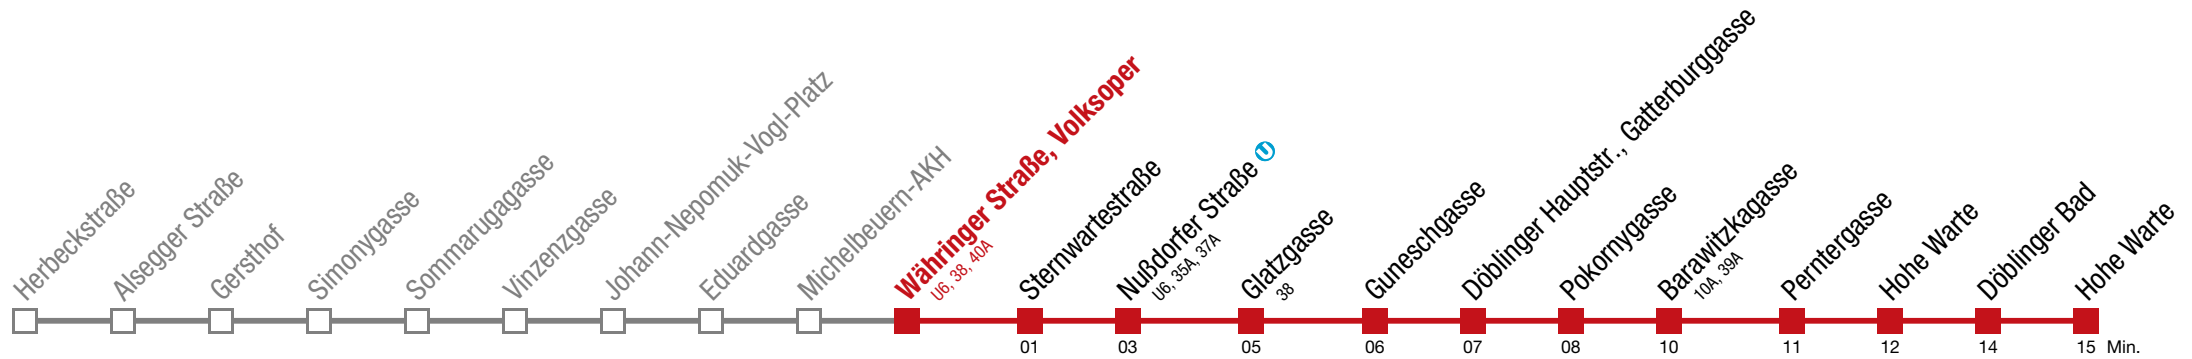 Herbeckstraße
Alsegger Straße
Gersthof
Simonygasse
Sommarugagasse
Vinzenzgasse
Johann-Nepomuk-Vogl-Platz
Eduardgasse
Michelbeuern-AKH
Währinger Straße, Volksoper
U6, 38, 40A
Sternwartestraße
Nußdorfer Straße U
U6, 35A, 37A
Glatzgasse
38
Guneschgasse
Döblinger Hauptstr., Gatterburggasse
Pokornygasse
Barawitzkagasse
10A, 39A
Perntergasse
Hohe Warte
Döblinger Bad
Hohe Warte
01 03 05 06 07 08 10 11 12 14 15 Min.